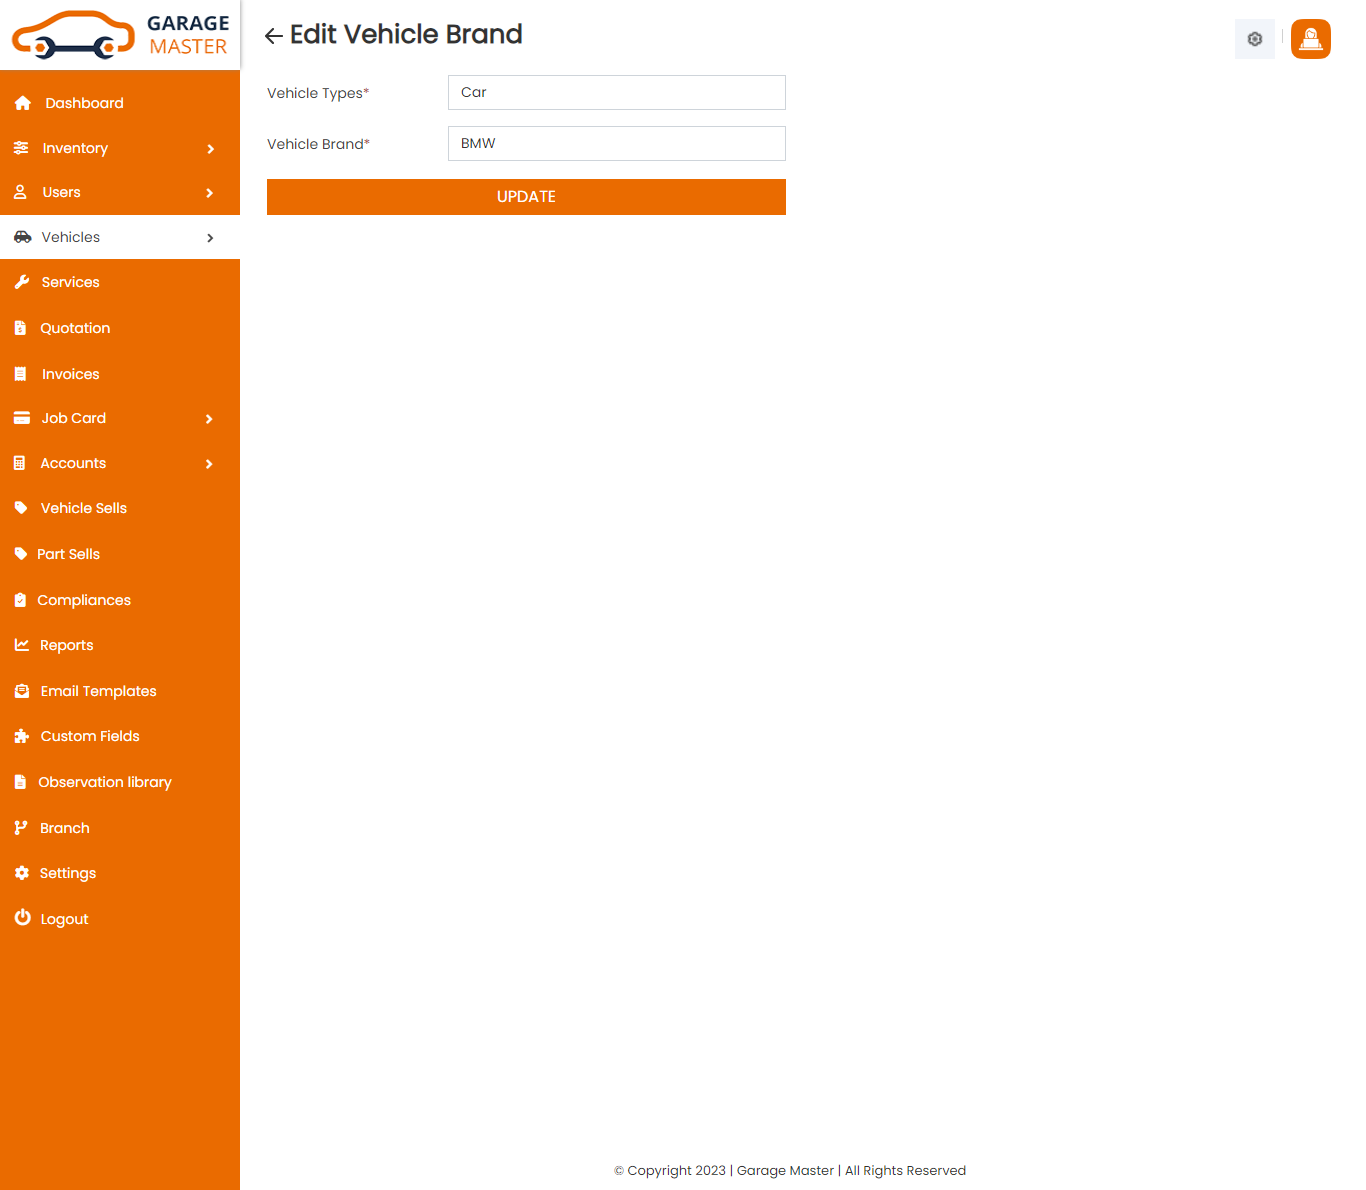 GARAGE
MASTER
Edit Vehicle Brand
Dashboard
Inventory
Users
Vehicles
Services
Quotation
Invoices
Job Card
Accounts
Vehicle Sells
Part Sells
Compliances
Reports
Email Templates
Custom Fields
Observation library
Branch
Settings
Logout
Vehicle Types* Car
Vehicle Brand* BMW
UPDATE
© Copyright 2023 | Garage Master | All Rights Reserved